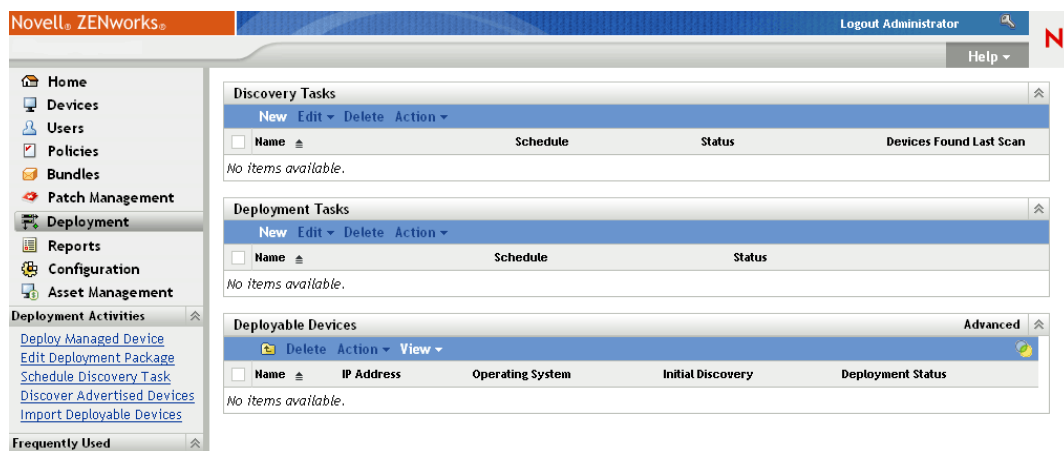 Novell® ZENworks®
Logout Administrator
N
Help
Home
Devices
Users
Policies
Bundles
Patch Management
Deployment
Reports
Configuration
Asset Management
Deployment Activities
Deploy Managed Device
Edit Deployment Package
Schedule Discovery Task
Discover Advertised Devices
Import Deployable Devices
Frequently Used
Discovery Tasks
New Edit Delete Action
Name Schedule Status Devices Found Last Scan
No items available.
Deployment Tasks
New Edit Delete Action
Name Schedule Status
No items available.
Deployable Devices Advanced
Delete Action View
Name IP Address Operating System Initial Discovery Deployment Status
No items available.